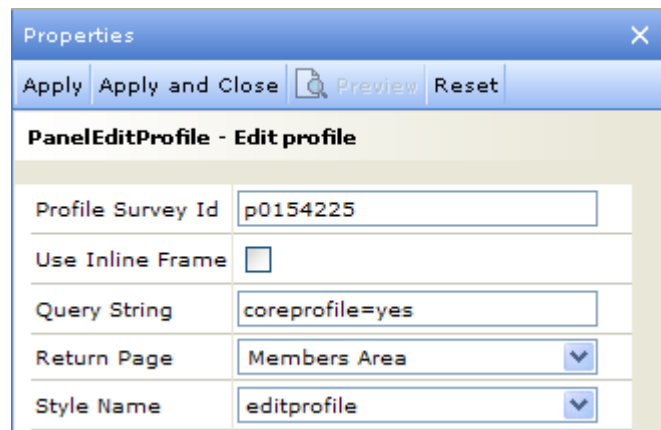 Properties
Apply Apply and Close Preview Reset
PanelEditProfile - Edit profile
Profile Survey Id p0154225
Use Inline Frame
Query String coreprofile=yes
Return Page Members Area
Style Name editprofile